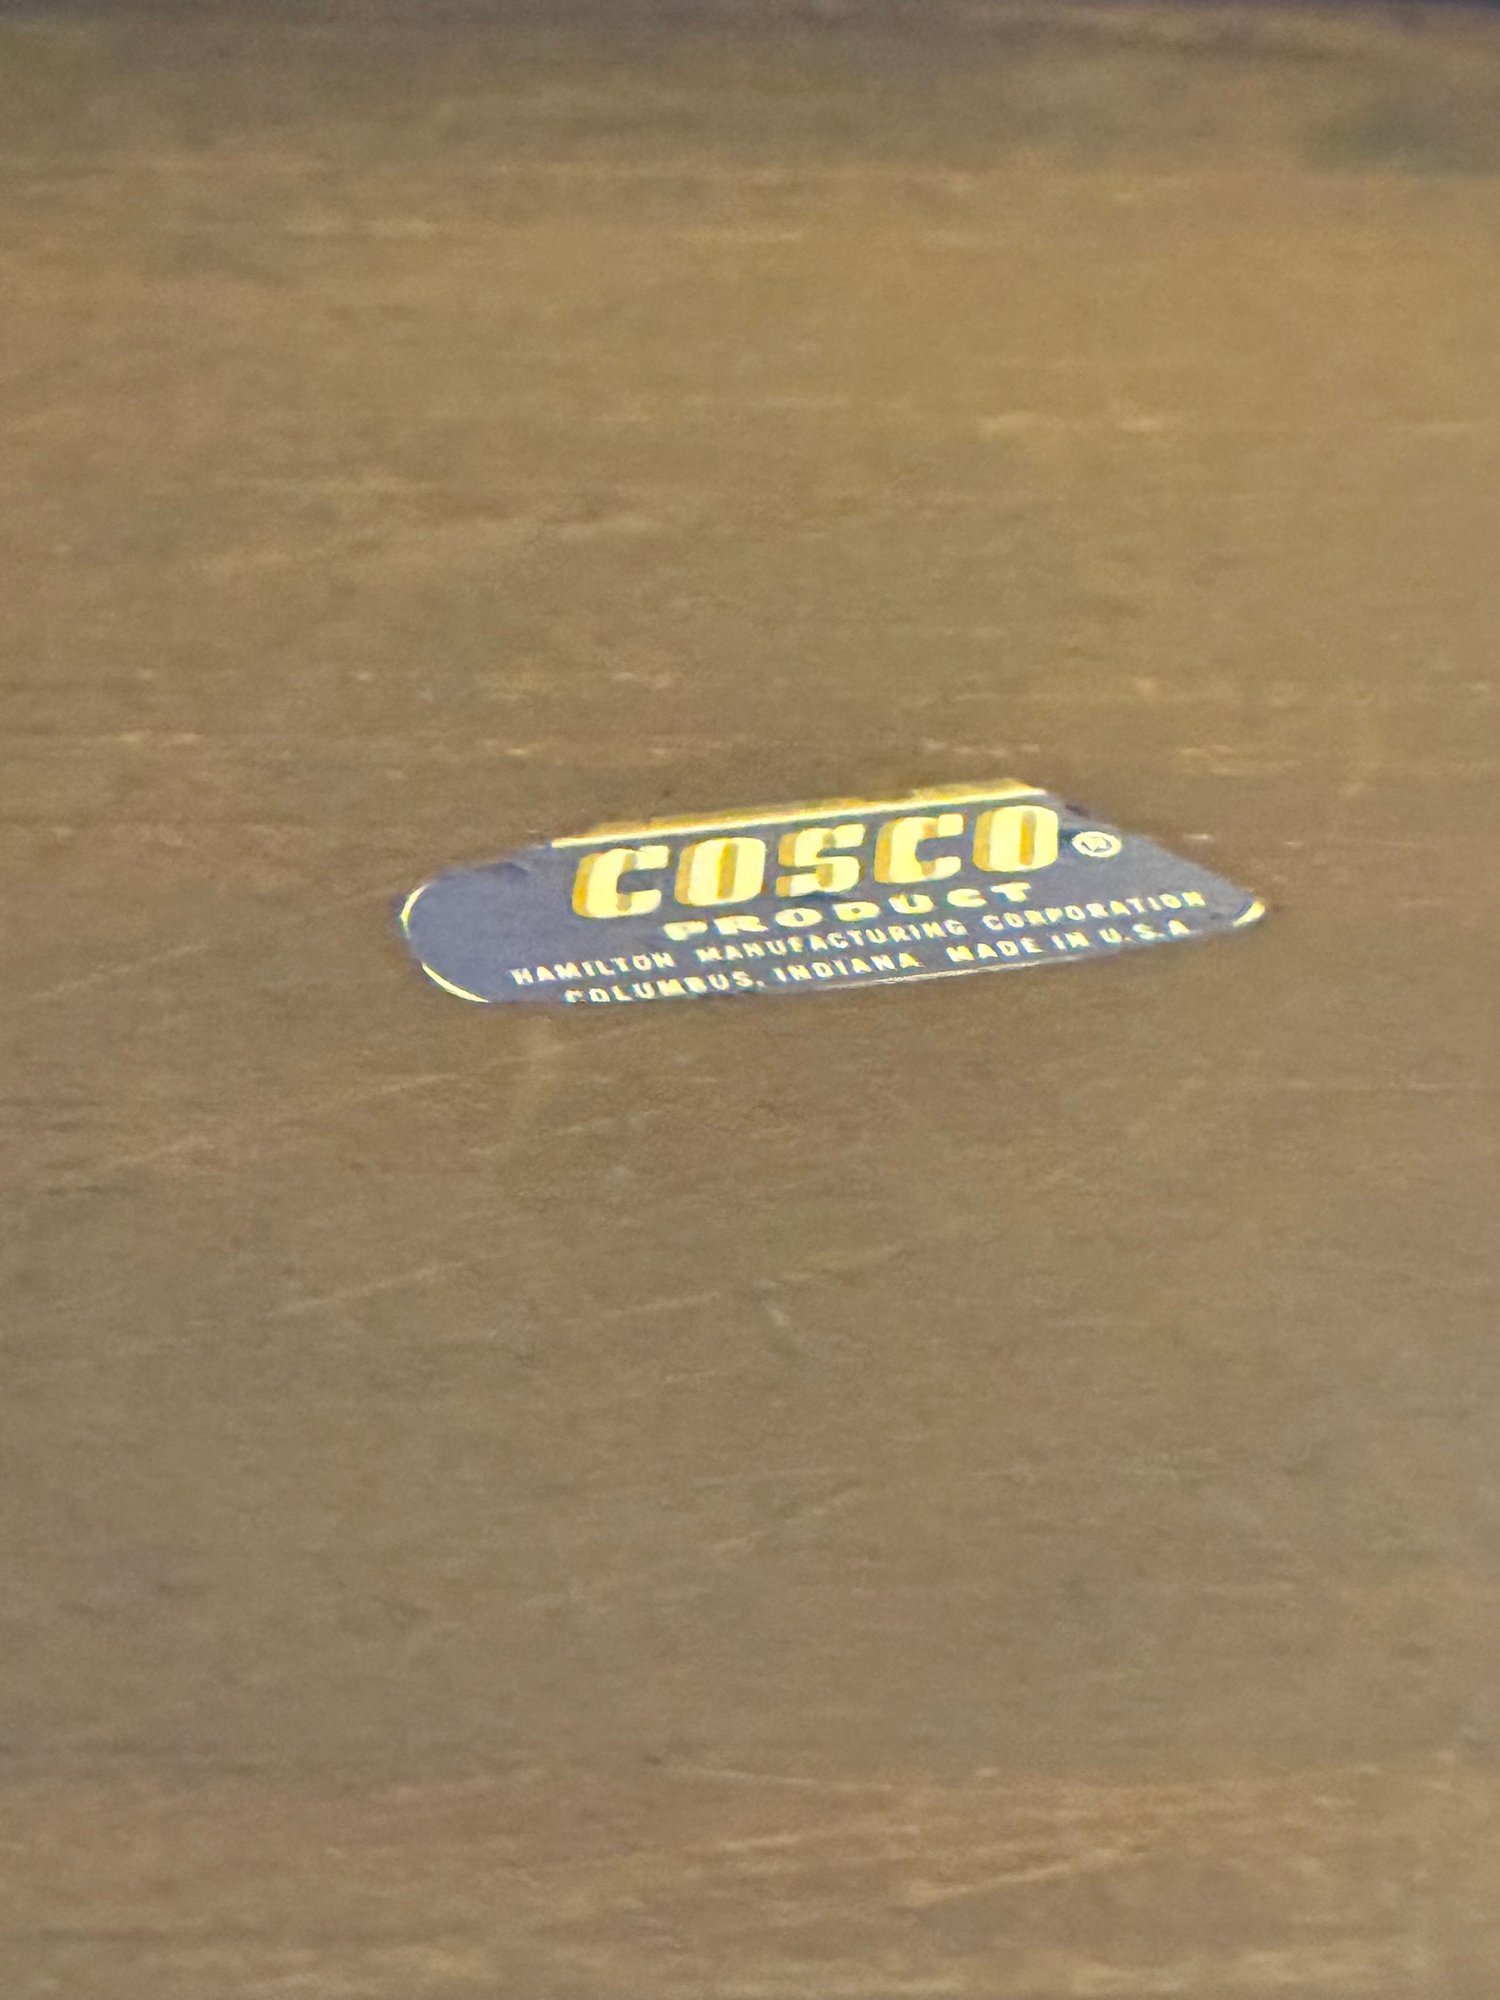 COSCO ®
PRODUCT
HAMILTON MANUFACTURING CORPORATION
COLUMBUS, INDIANA MADE IN U.S.A.